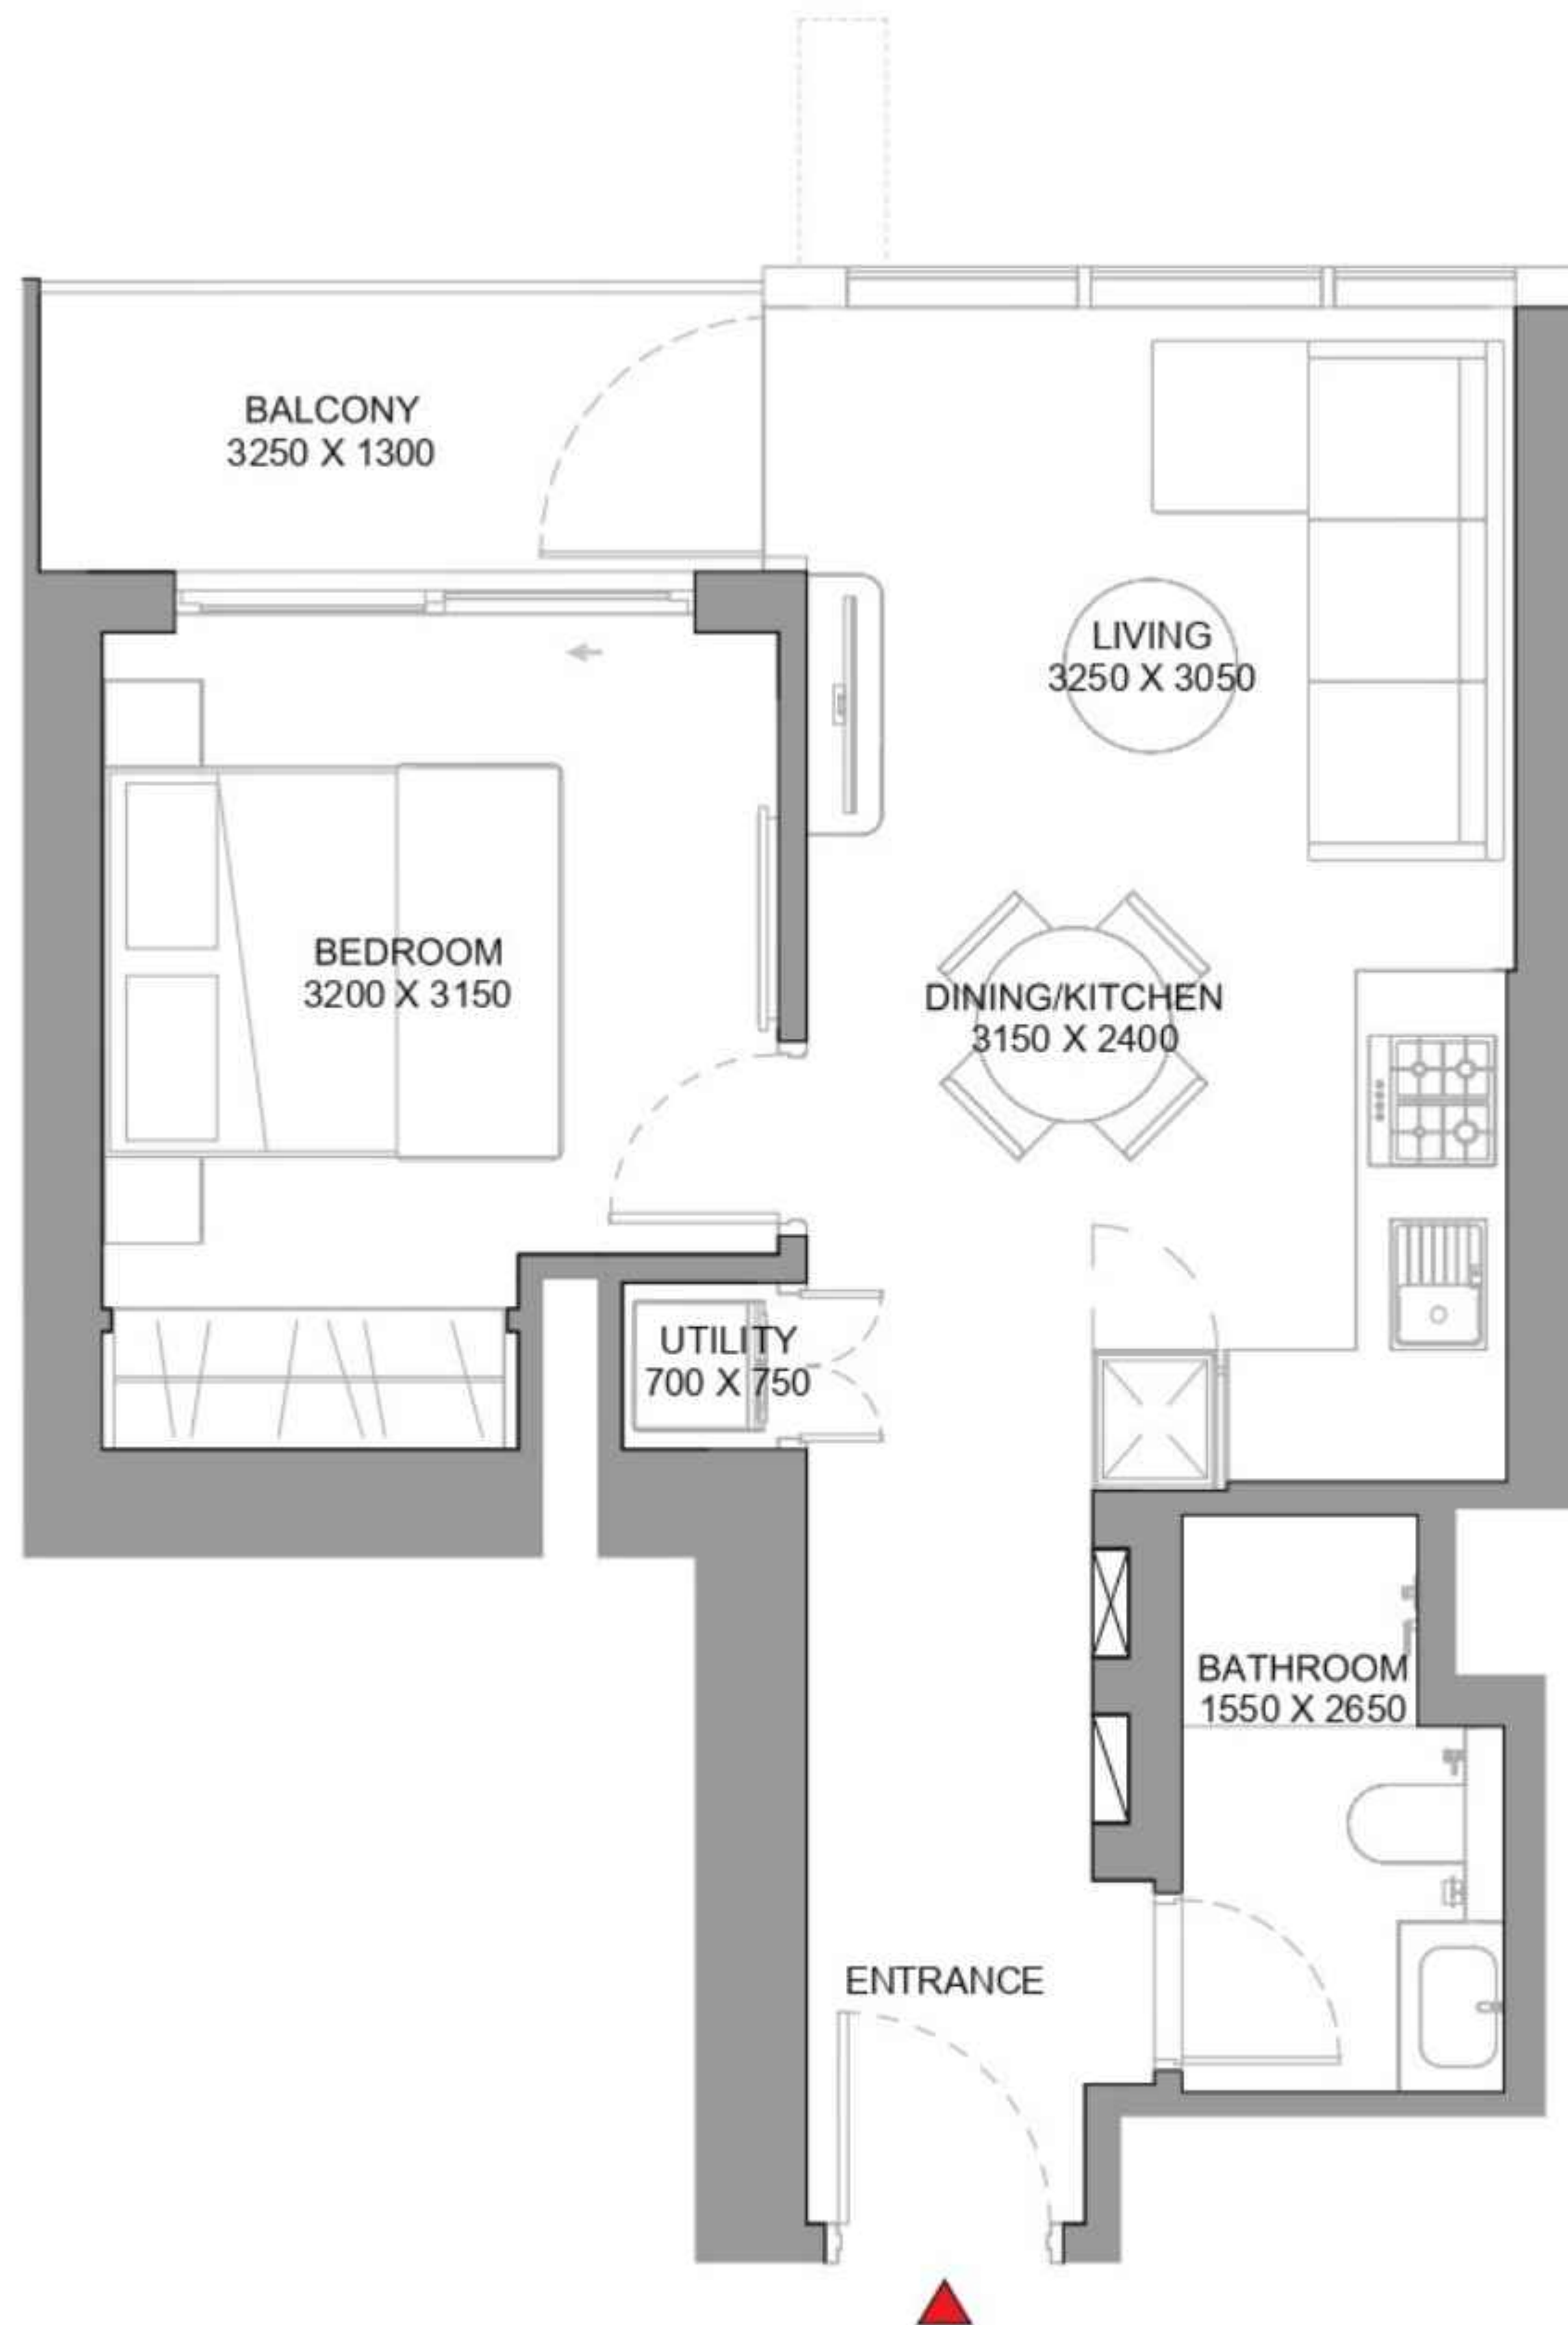 BALCONY
3250 X 1300
LIVING
3250 X 3050
BEDROOM
3200 X 3150
DINING/KITCHEN
3150 X 2400
UTILITY
700 X 750
BATHROOM
1550 X 2650
ENTRANCE